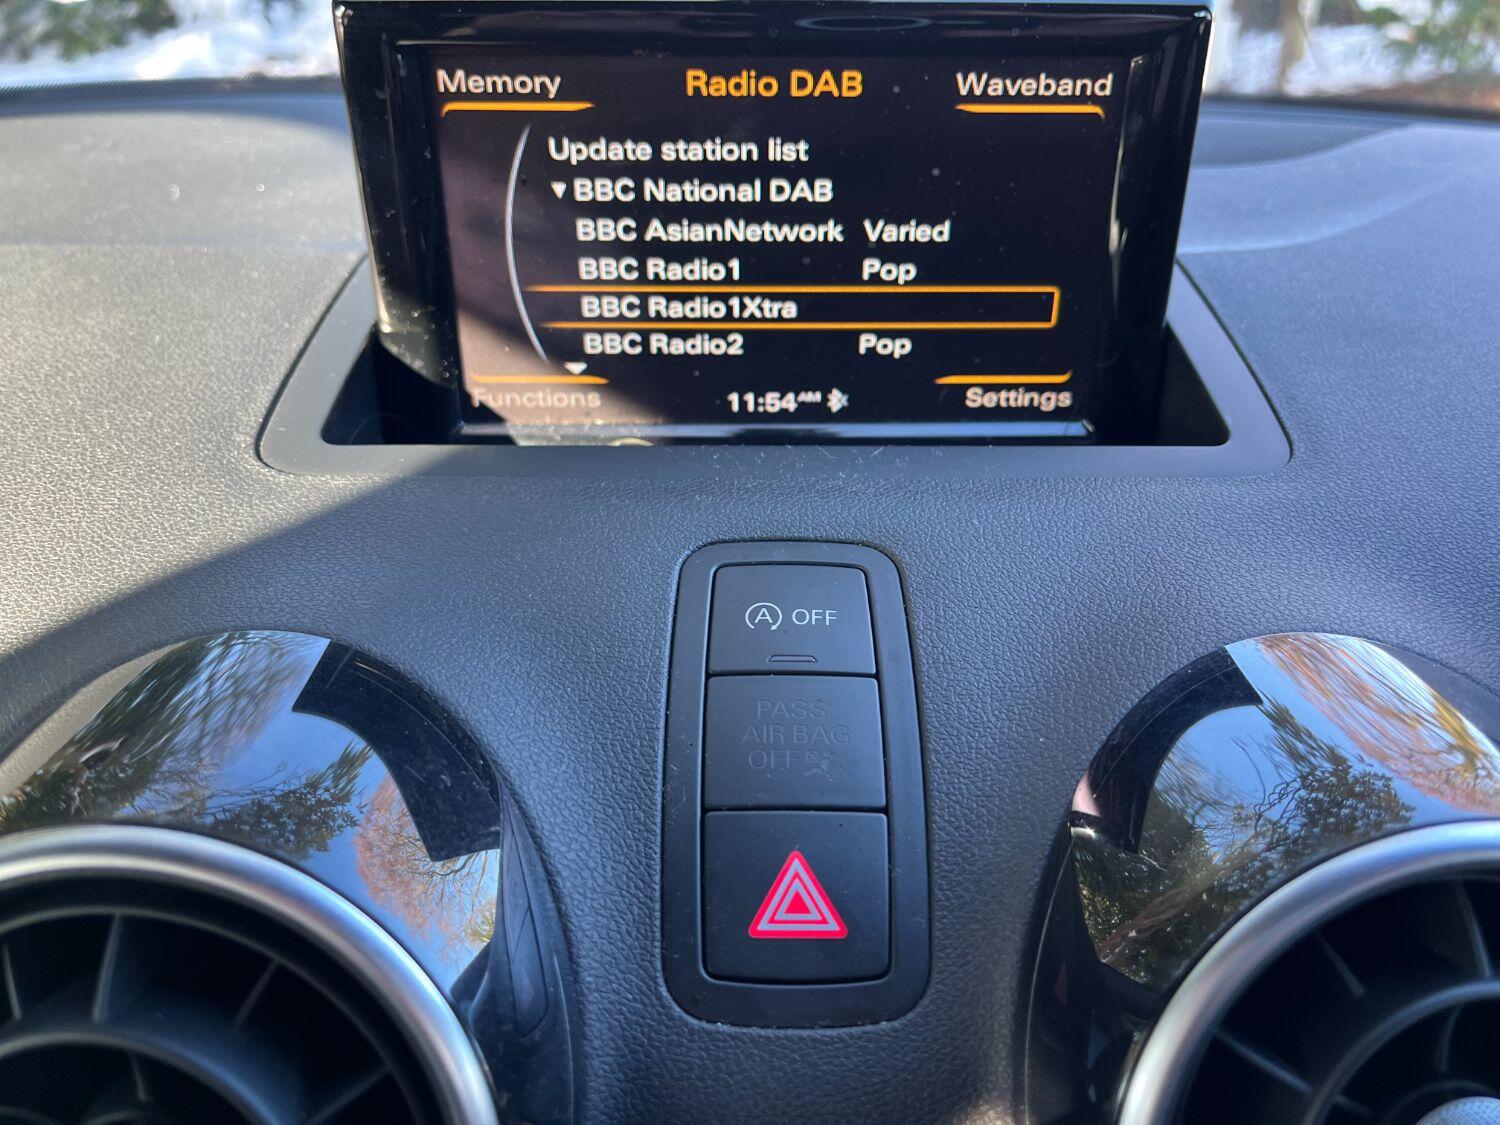 Memory Radio DAB Waveband
Update station list
BBC National DAB
BBC AsianNetwork Varied
BBC Radio1 Pop
BBC Radio1Xtra
BBC Radio2 Pop
Functions 11:54AM Settings
A OFF
PASS.
AIR BAG
OFF